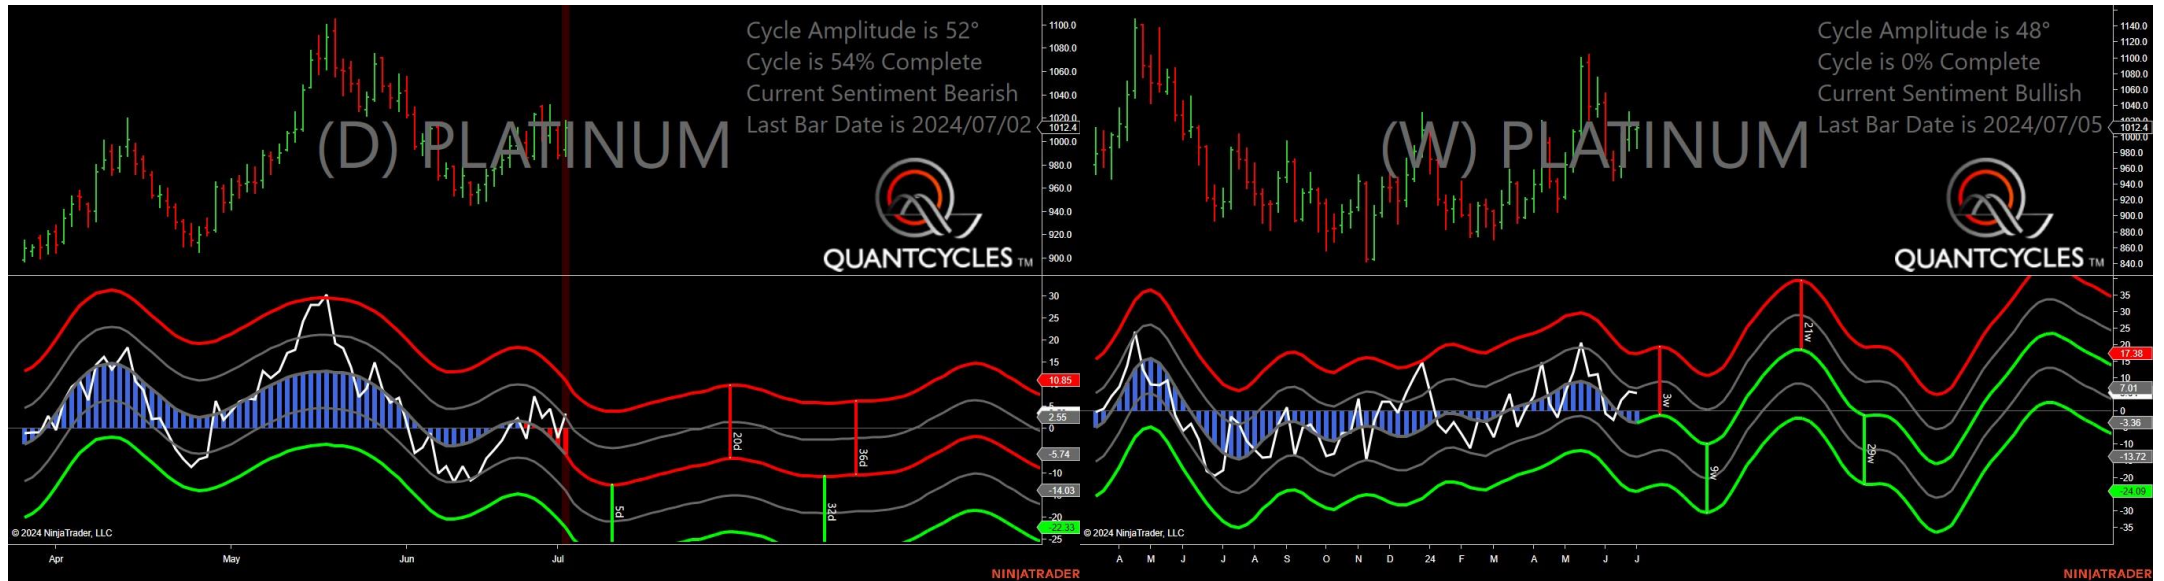 Cycle Amplitude is 52°
Cycle is 54% Complete
Current Sentiment Bearish
Last Bar Date is 2024/07/02
(D) PLATINUM
QUANTCYCLES TM
1100.0
1080.0
1060.0
1040.0
1020.0
1012.4
1000.0
980.0
960.0
940.0
920.0
900.0
30
25
20
15
10.85
5
2.55
0
-5.74
-10
-14.03
-20
-22.33
-25
5d
20d
32d
36d
© 2024 NinjaTrader, LLC
Apr May Jun Jul
NINJATRADER
Cycle Amplitude is 48°
Cycle is 0% Complete
Current Sentiment Bullish
Last Bar Date is 2024/07/05
(W) PLATINUM
QUANTCYCLES TM
1140.0
1120.0
1100.0
1080.0
1060.0
1040.0
1020.0
1012.4
1000.0
980.0
960.0
940.0
920.0
900.0
880.0
860.0
840.0
35
30
25
20
17.38
15
10
7.01
0
-3.36
-10
-13.72
-20
-24.09
-30
-35
3w
9w
21w
29w
© 2024 NinjaTrader, LLC
A M J J A S O N D 24 F M A M J J
NINJATRADER